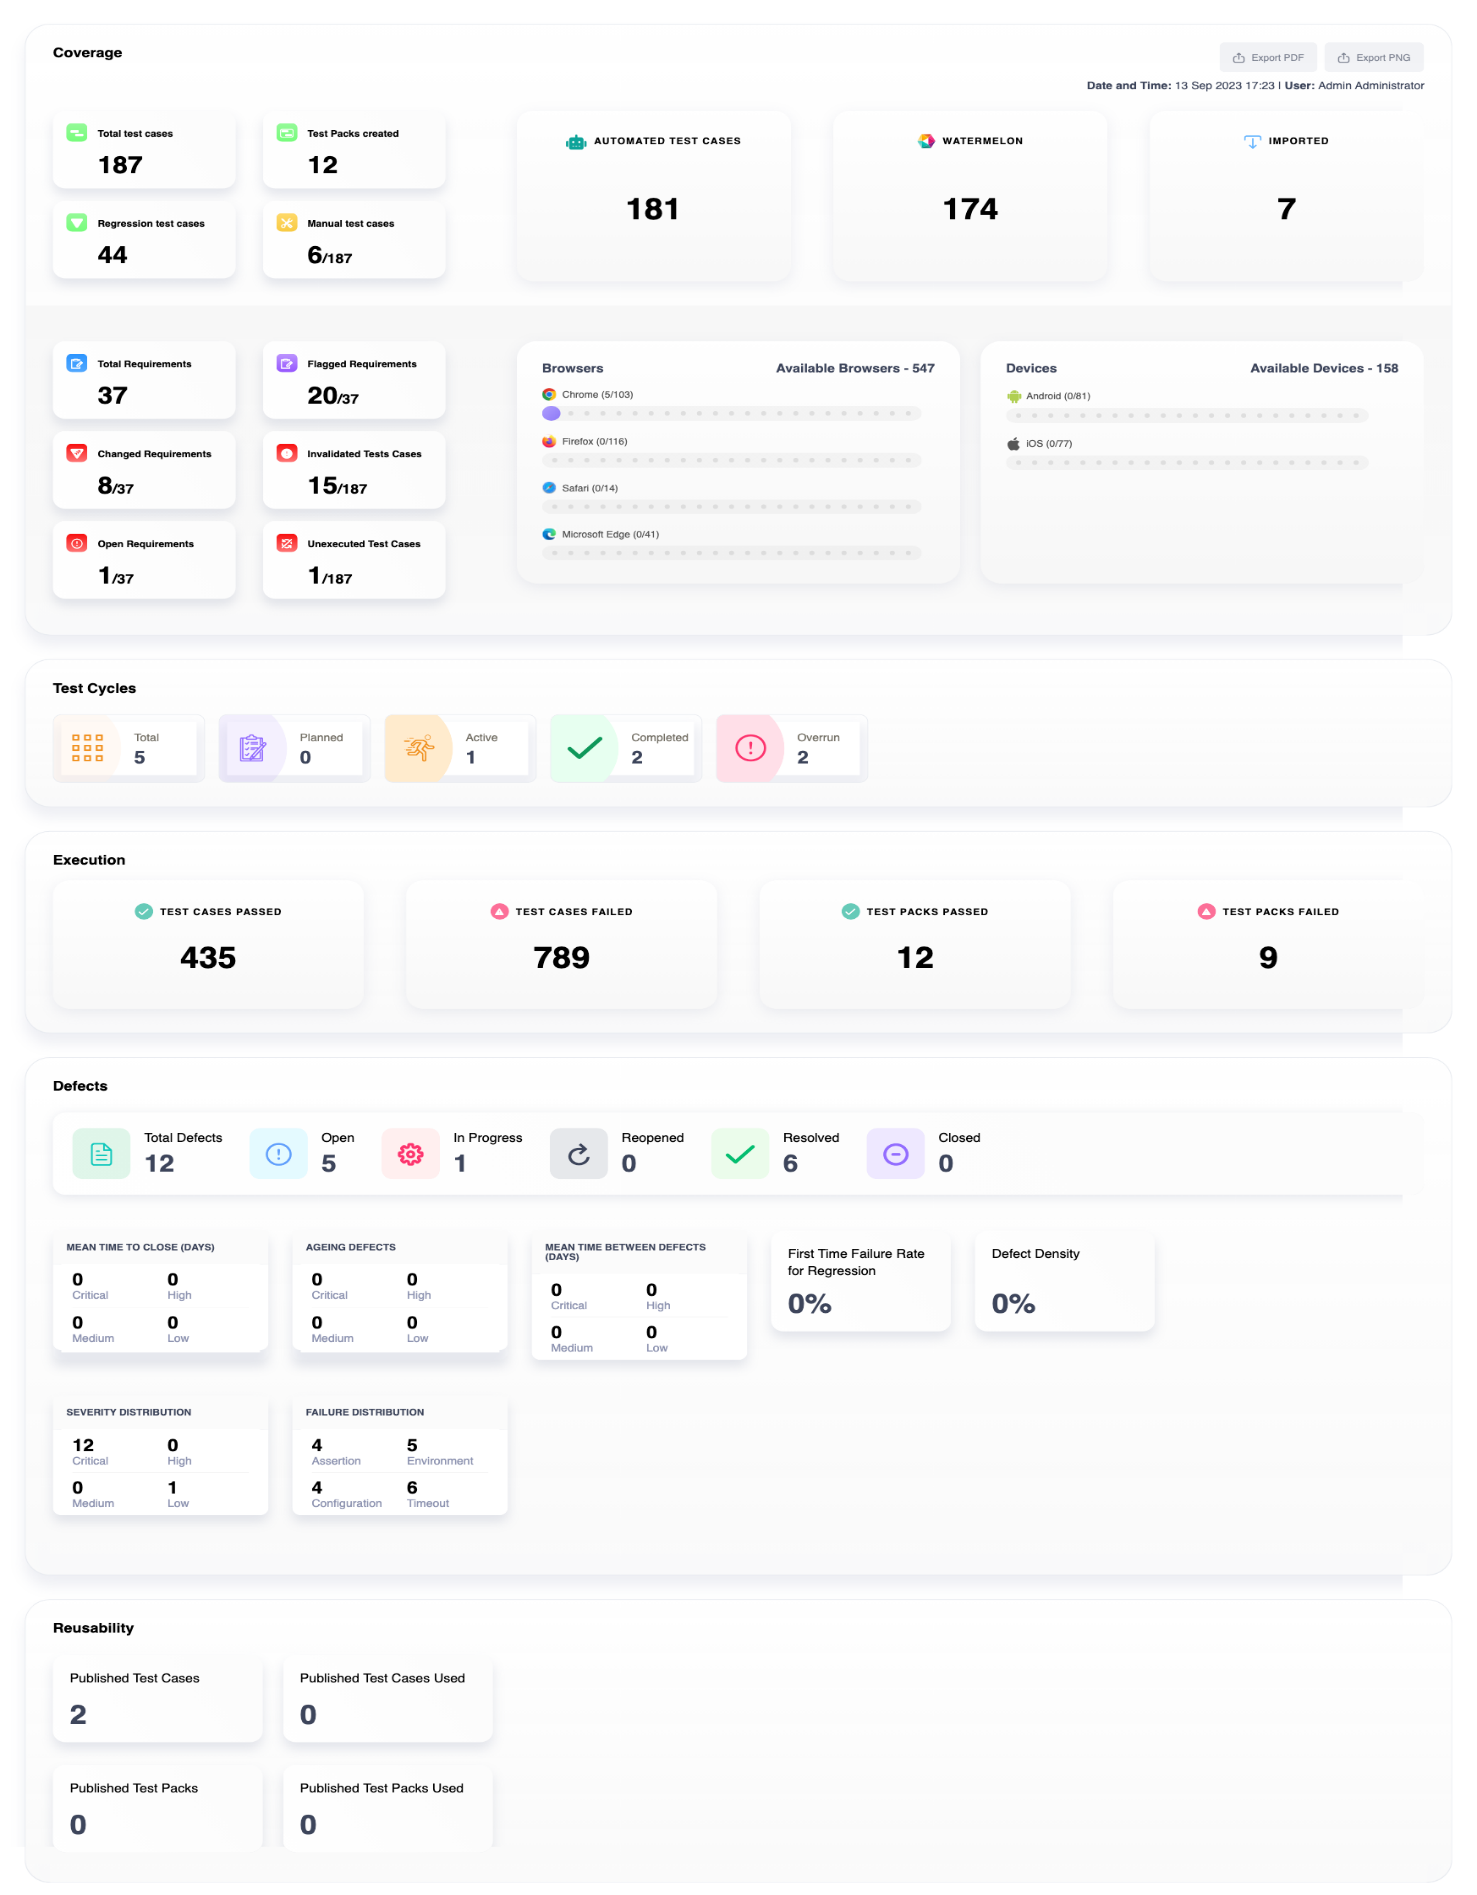 Coverage
Export PDF
Export PNG
Date and Time: 13 Sep 2023 17:23 | User: Admin Administrator
Total test cases
187
Test Packs created
12
Regression test cases
44
Manual test cases
6/187
AUTOMATED TEST CASES
181
WATERMELON
174
IMPORTED
7
Total Requirements
37
Flagged Requirements
20/37
Changed Requirements
8/37
Invalidated Tests Cases
15/187
Open Requirements
1/37
Unexecuted Test Cases
1/187
Browsers
Available Browsers - 547
Chrome (5/103)
Firefox (0/116)
Safari (0/14)
Microsoft Edge (0/41)
Devices
Available Devices - 158
Android (0/81)
iOS (0/77)
Test Cycles
Total
5
Planned
0
Active
1
Completed
2
Overrun
2
Execution
TEST CASES PASSED
435
TEST CASES FAILED
789
TEST PACKS PASSED
12
TEST PACKS FAILED
9
Defects
Total Defects
12
Open
5
In Progress
1
Reopened
0
Resolved
6
Closed
0
MEAN TIME TO CLOSE (DAYS)
0
Critical
0
High
0
Medium
0
Low
AGEING DEFECTS
0
Critical
0
High
0
Medium
0
Low
MEAN TIME BETWEEN DEFECTS
(DAYS)
0
Critical
0
High
0
Medium
0
Low
First Time Failure Rate
for Regression
0%
Defect Density
0%
SEVERITY DISTRIBUTION
12
Critical
0
High
0
Medium
1
Low
FAILURE DISTRIBUTION
4
Assertion
5
Environment
4
Configuration
6
Timeout
Reusability
Published Test Cases
2
Published Test Cases Used
0
Published Test Packs
0
Published Test Packs Used
0